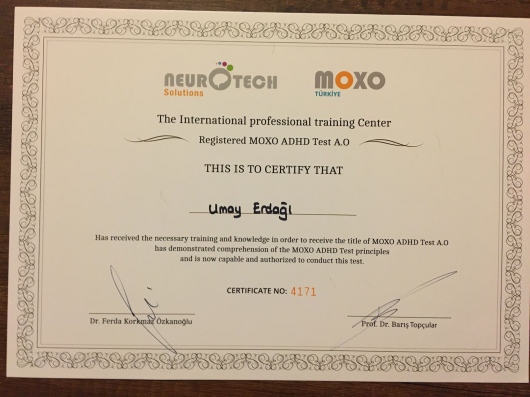 NEUROTECH
Solutions
MOXO
TÜRKİYE
The International professional training Center
Registered MOXO ADHD Test A.O
THIS IS TO CERTIFY THAT
Umay Erdağı
Has received the necessary training and knowledge in order to receive the title of MOXO ADHD Test A.O
has demonstrated comprehension of the MOXO ADHD Test principles
and is now capable and authorized to conduct this test.
CERTIFICATE NO: 4171
Dr. Ferda Korkmaz Özkanoğlu
Prof. Dr. Barış Topçular